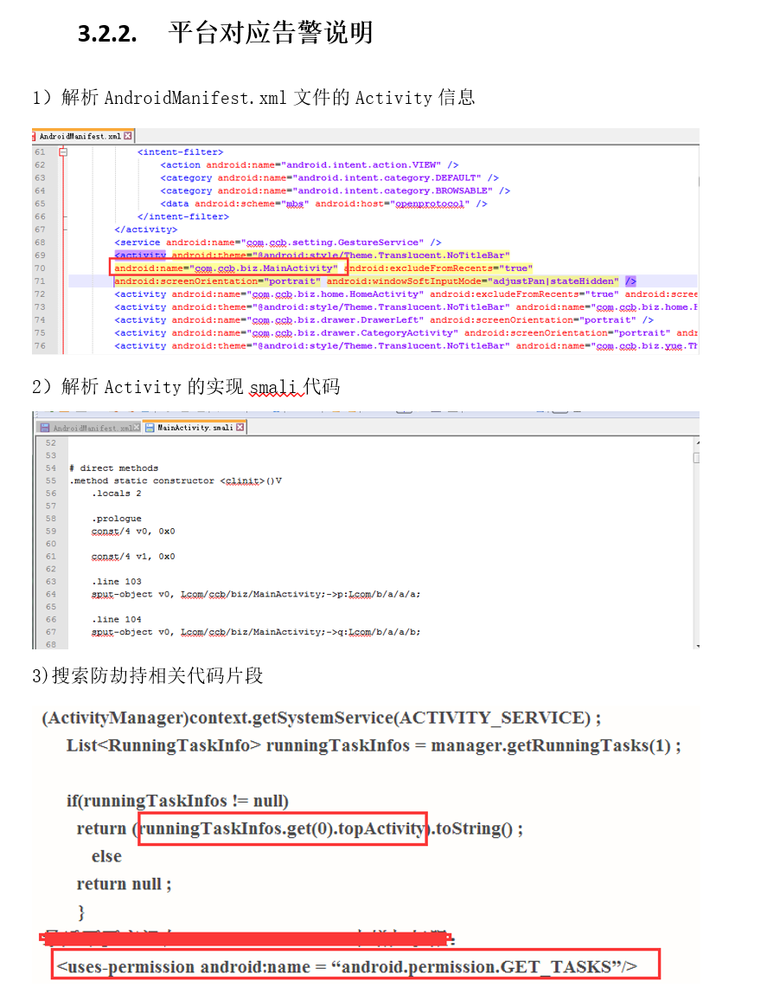 3.2.2. 平台对应告警说明
1）解析 AndroidManifest.xml 文件的 Activity 信息
AndroidManifest.xml
61 <intent-filter>
62 <action android:name="android.intent.action.VIEW" />
63 <category android:name="android.intent.category.DEFAULT" />
64 <category android:name="android.intent.category.BROWSABLE" />
65 <data android:scheme="mbs" android:host="openprotocol" />
66 </intent-filter>
67 </activity>
68 <service android:name="com.ccb.setting.GestureService" />
69 <activity android:theme="@android:style/Theme.Translucent.NoTitleBar"
70 android:name="com.ccb.biz.MainActivity" android:excludeFromRecents="true"
71 android:screenOrientation="portrait" android:windowSoftInputMode="adjustPan|stateHidden" />
72 <activity android:name="com.ccb.biz.home.HomeActivity" android:excludeFromRecents="true" android:scree
73 <activity android:theme="@android:style/Theme.Translucent.NoTitleBar" android:name="com.ccb.biz.home.H
74 <activity android:name="com.ccb.biz.drawer.DrawerLeft" android:screenOrientation="portrait" />
75 <activity android:name="com.ccb.biz.drawer.CategoryActivity" android:screenOrientation="portrait" andr
76 <activity android:theme="@android:style/Theme.Translucent.NoTitleBar" android:name="com.ccb.biz.yue.Th
2）解析 Activity 的实现 smali 代码
AndroidManifest.xml MainActivity.smali
52
53
54 # direct methods
55 .method static constructor <clinit>()V
56 .locals 2
57
58 .prologue
59 const/4 v0, 0x0
60
61 const/4 v1, 0x0
62
63 .line 103
64 sput-object v0, Lcom/ccb/biz/MainActivity;->p:Lcom/b/a/a/a;
65
66 .line 104
67 sput-object v0, Lcom/ccb/biz/MainActivity;->q:Lcom/b/a/a/b;
68
3)搜索防劫持相关代码片段
(ActivityManager)context.getSystemService(ACTIVITY_SERVICE) ;
List<RunningTaskInfo> runningTaskInfos = manager.getRunningTasks(1) ;
if(runningTaskInfos != null)
return (runningTaskInfos.get(0).topActivity).toString() ;
else
return null ;
}
<uses-permission android:name = “android.permission.GET_TASKS”/>